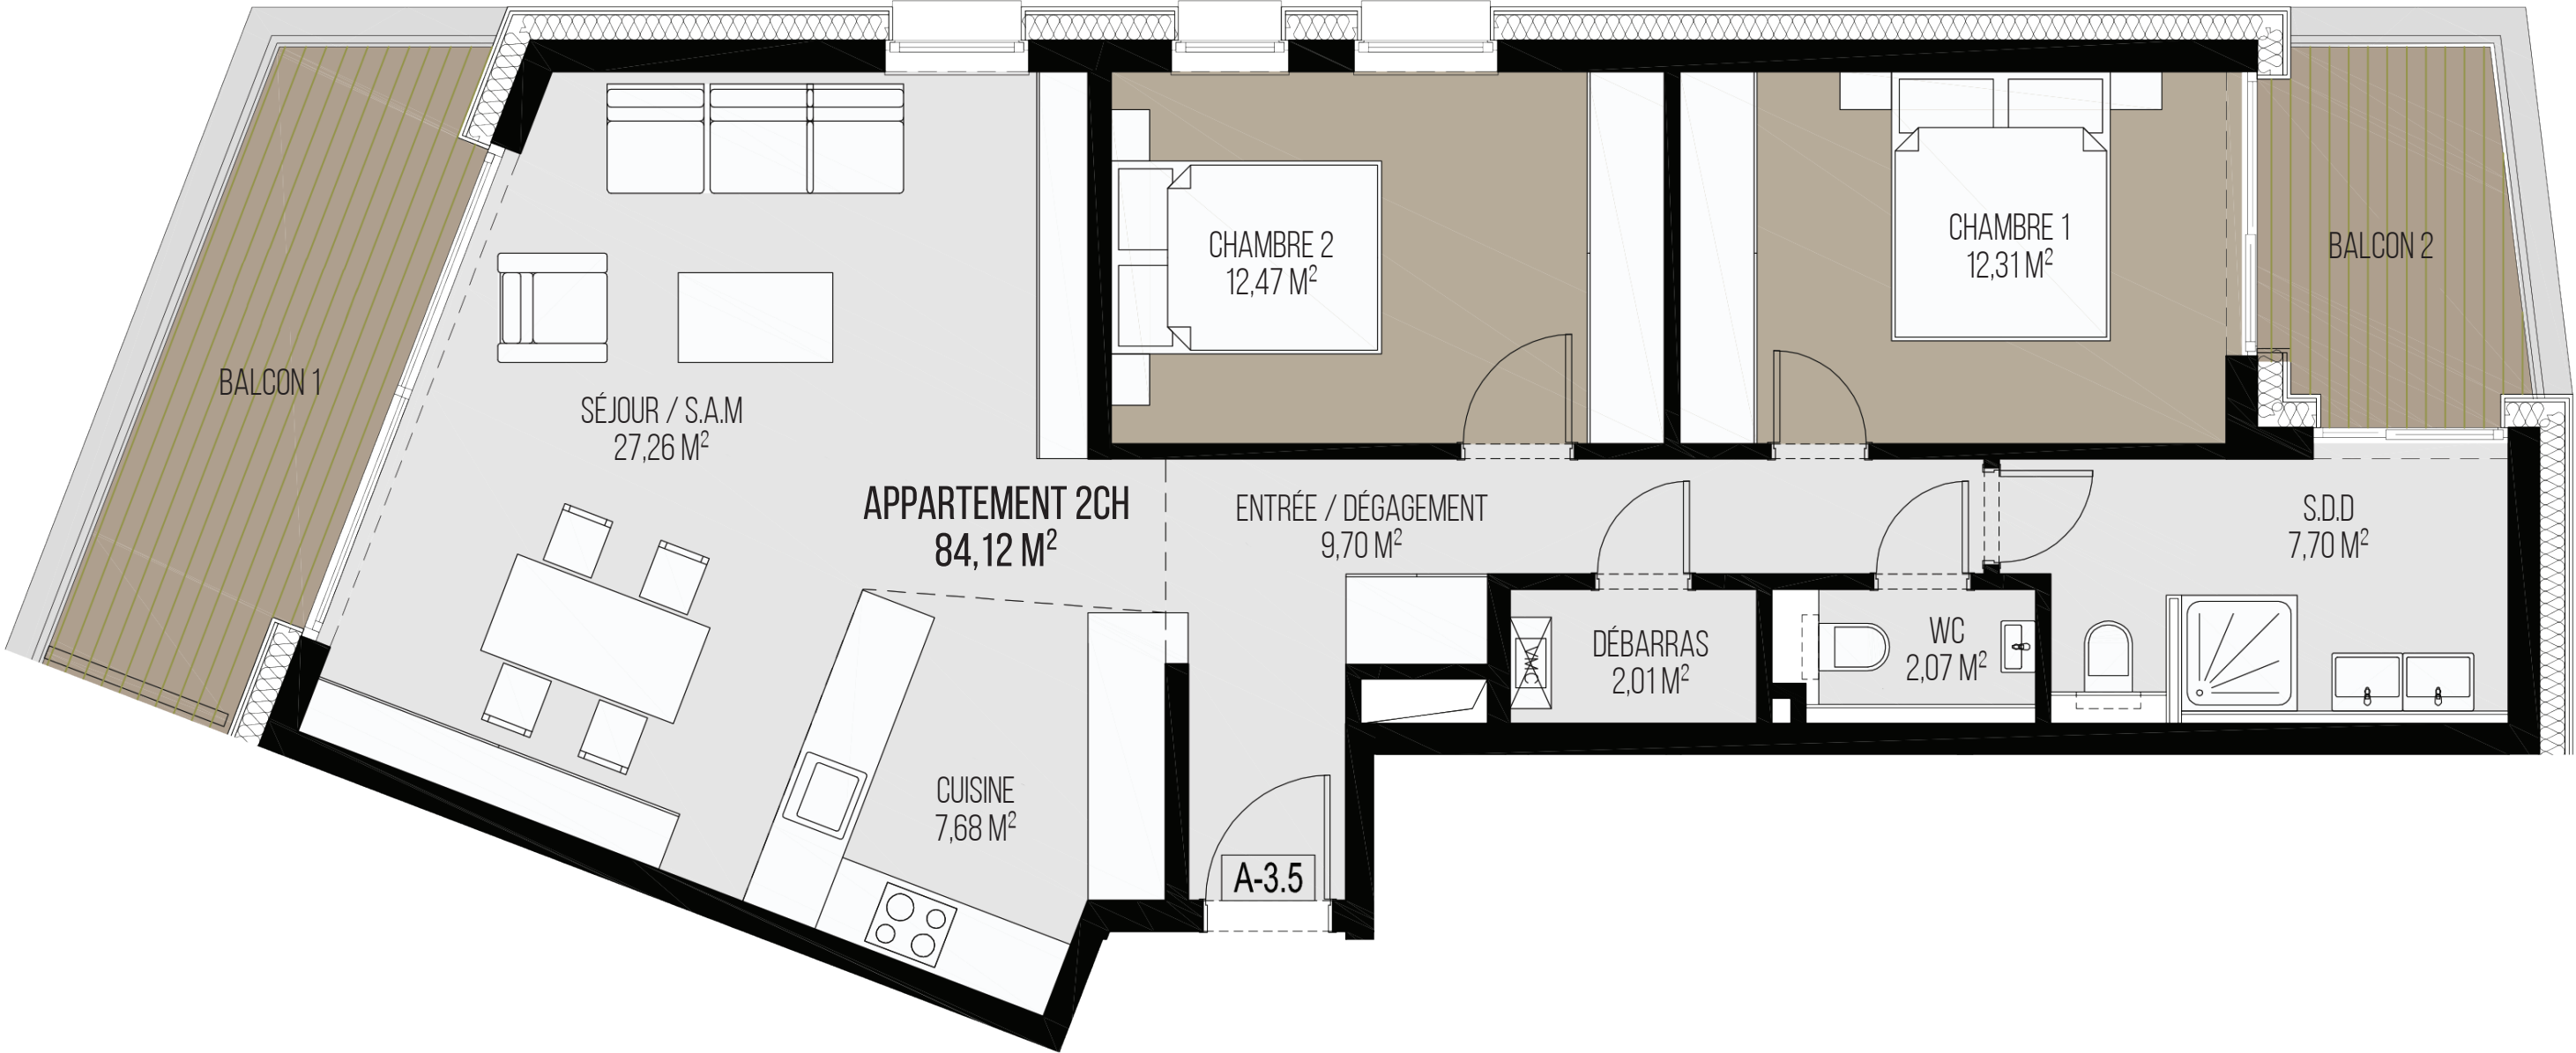 BALCON 1
SÉJOUR / S.A.M
27,26 M²
APPARTEMENT 2CH
84,12 M²
CHAMBRE 2
12,47 M²
CHAMBRE 1
12,31 M²
BALCON 2
ENTRÉE / DÉGAGEMENT
9,70 M²
S.D.D
7,70 M²
VMC
DÉBARRAS
2,01 M²
WC
2,07 M²
CUISINE
7,68 M²
A-3.5